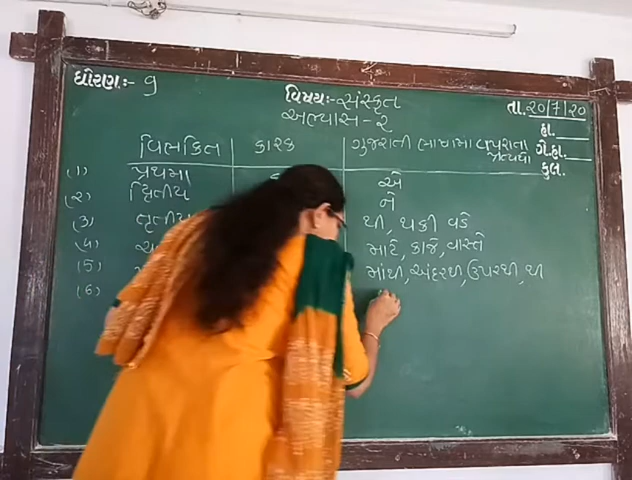 ધોરણ:- 9
વિષય:- સંસ્કૃત
અભ્યાસ - ૨
તા. ૨૦/7/૨૦
હા.
ગે.હા.
કુલ.
વિભકિત કારક ગુજરાતી ભાષામાં વપરાતા પ્રત્યયો
(1) પ્રથમા એ
(2) દ્વિતીય ને
(3) તૃતીય થી, થકી વડે
(4) માટે, કાજે, વાસ્તે
(5) માંથી, અંદરથી, ઉપરથી, થી
(6)